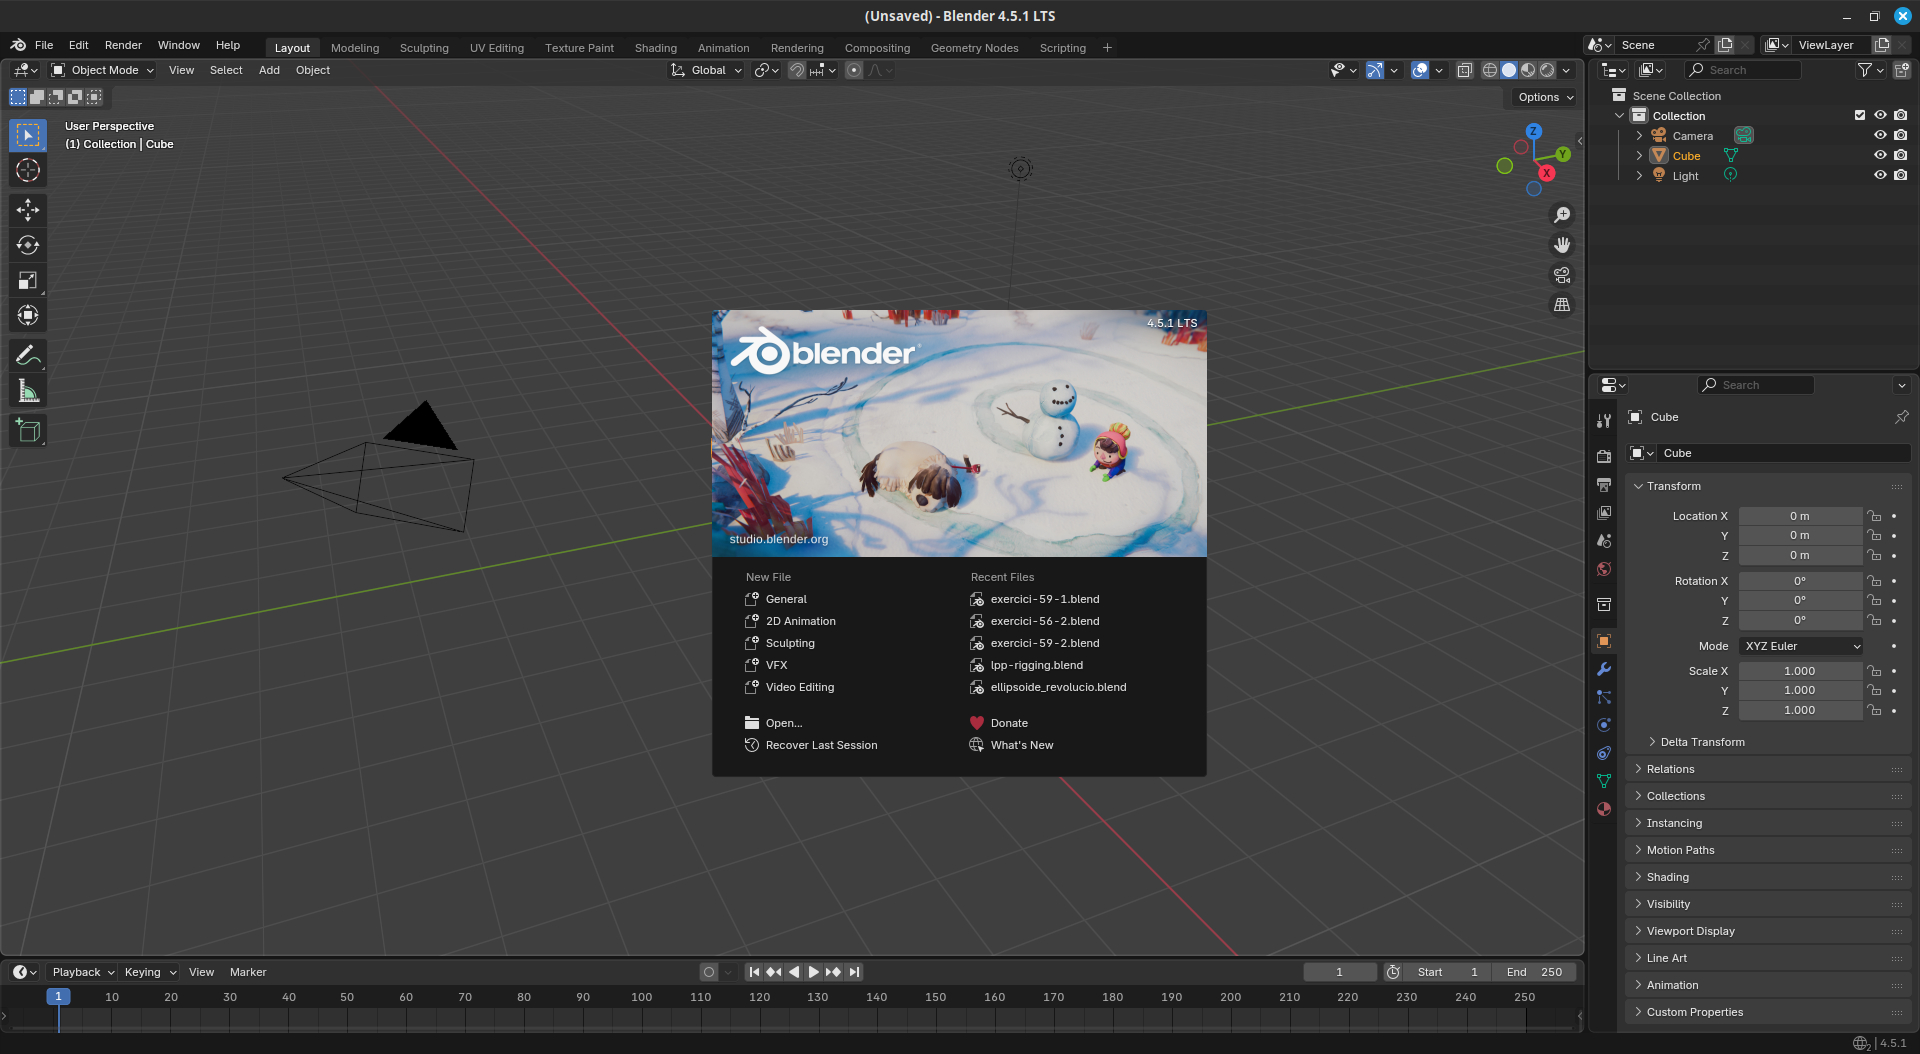 (Unsaved) - Blender 4.5.1 LTS
File Edit Render Window Help
Layout Modeling Sculpting UV Editing Texture Paint Shading Animation Rendering Compositing Geometry Nodes Scripting +
Scene
ViewLayer
Object Mode View Select Add Object
Global
Search
Options
User Perspective
(1) Collection | Cube
Z
Y
X
Scene Collection
Collection
Camera
Cube
Light
4.5.1 LTS
blender
studio.blender.org
New File
General
2D Animation
Sculpting
VFX
Video Editing
Open...
Recover Last Session
Recent Files
exercici-59-1.blend
exercici-56-2.blend
exercici-59-2.blend
lpp-rigging.blend
ellipsoide_revolucio.blend
Donate
What's New
Search
Cube
Cube
Transform
Location X 0 m
Y 0 m
Z 0 m
Rotation X 0°
Y 0°
Z 0°
Mode XYZ Euler
Scale X 1.000
Y 1.000
Z 1.000
Delta Transform
Relations
Collections
Instancing
Motion Paths
Shading
Visibility
Viewport Display
Line Art
Animation
Custom Properties
Playback Keying View Marker
1 Start 1 End 250
1 10 20 30 40 50 60 70 80 90 100 110 120 130 140 150 160 170 180 190 200 210 220 230 240 250
2 | 4.5.1